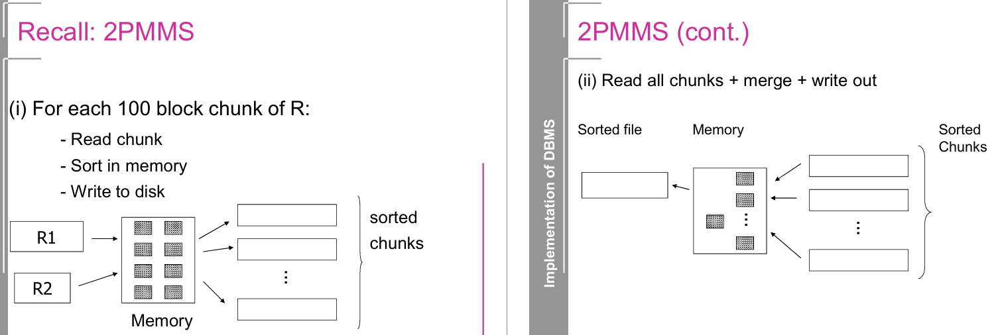 Recall: 2PMMS
(i) For each 100 block chunk of R:
- Read chunk
- Sort in memory
- Write to disk
R1
R2
Memory
...
sorted
chunks
Implementation of DBMS
2PMMS (cont.)
(ii) Read all chunks + merge + write out
Sorted file
Memory
Sorted
Chunks
...
...